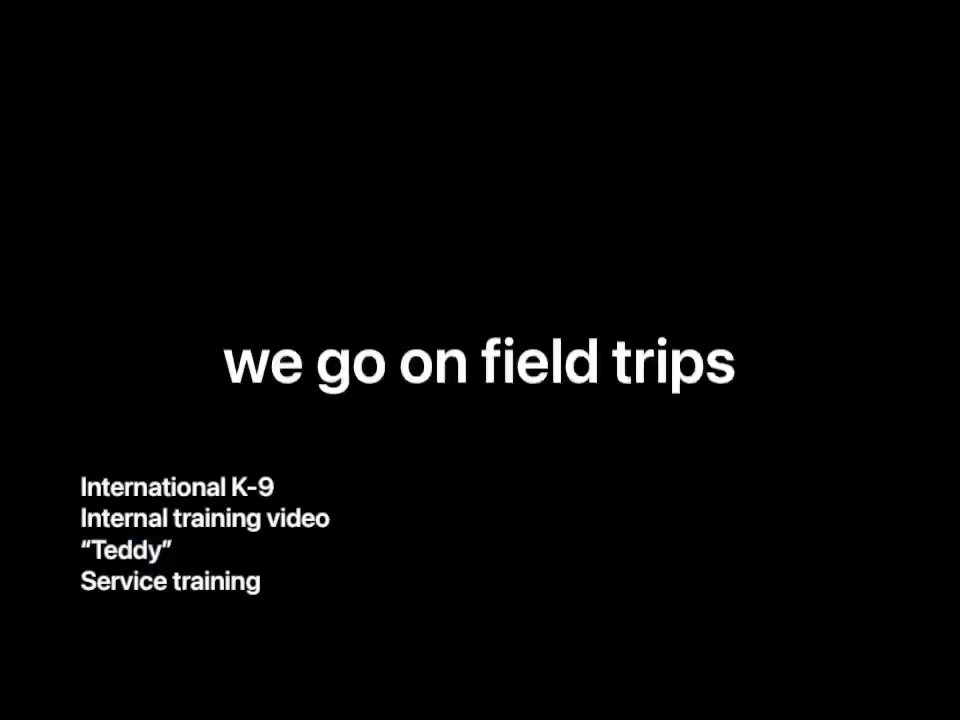 we go on field trips
International K-9
Internal training video
“Teddy”
Service training